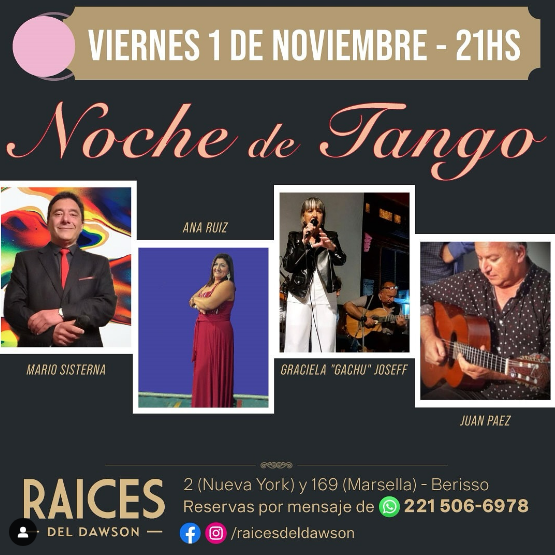 VIERNES 1 DE NOVIEMBRE - 21HS
Noche de Tango
ANA RUIZ
MARIO SISTERNA
GRACIELA "GACHU" JOSEFF
JUAN PAEZ
RAICES
DEL DAWSON
2 (Nueva York) y 169 (Marsella) - Berisso
Reservas por mensaje de 221 506-6978
/raicesdeldawson